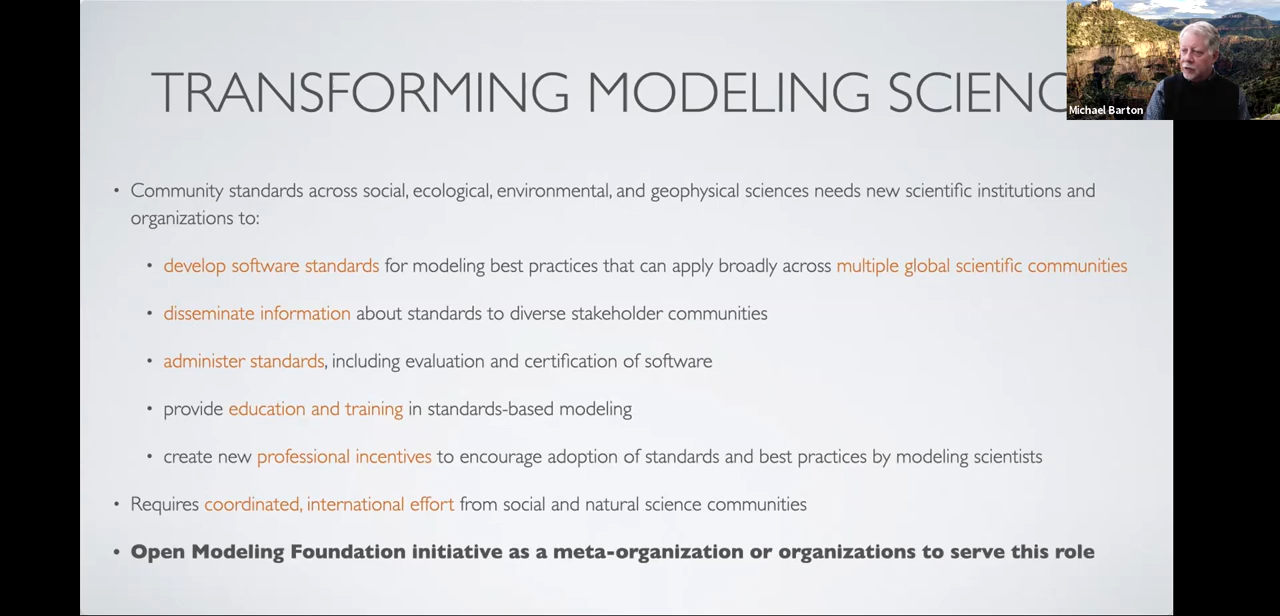 TRANSFORMING MODELING SCIENC
Michael Barton
• Community standards across social, ecological, environmental, and geophysical sciences needs new scientific institutions and
organizations to:
• develop software standards for modeling best practices that can apply broadly across multiple global scientific communities
• disseminate information about standards to diverse stakeholder communities
• administer standards, including evaluation and certification of software
• provide education and training in standards-based modeling
• create new professional incentives to encourage adoption of standards and best practices by modeling scientists
• Requires coordinated, international effort from social and natural science communities
• Open Modeling Foundation initiative as a meta-organization or organizations to serve this role